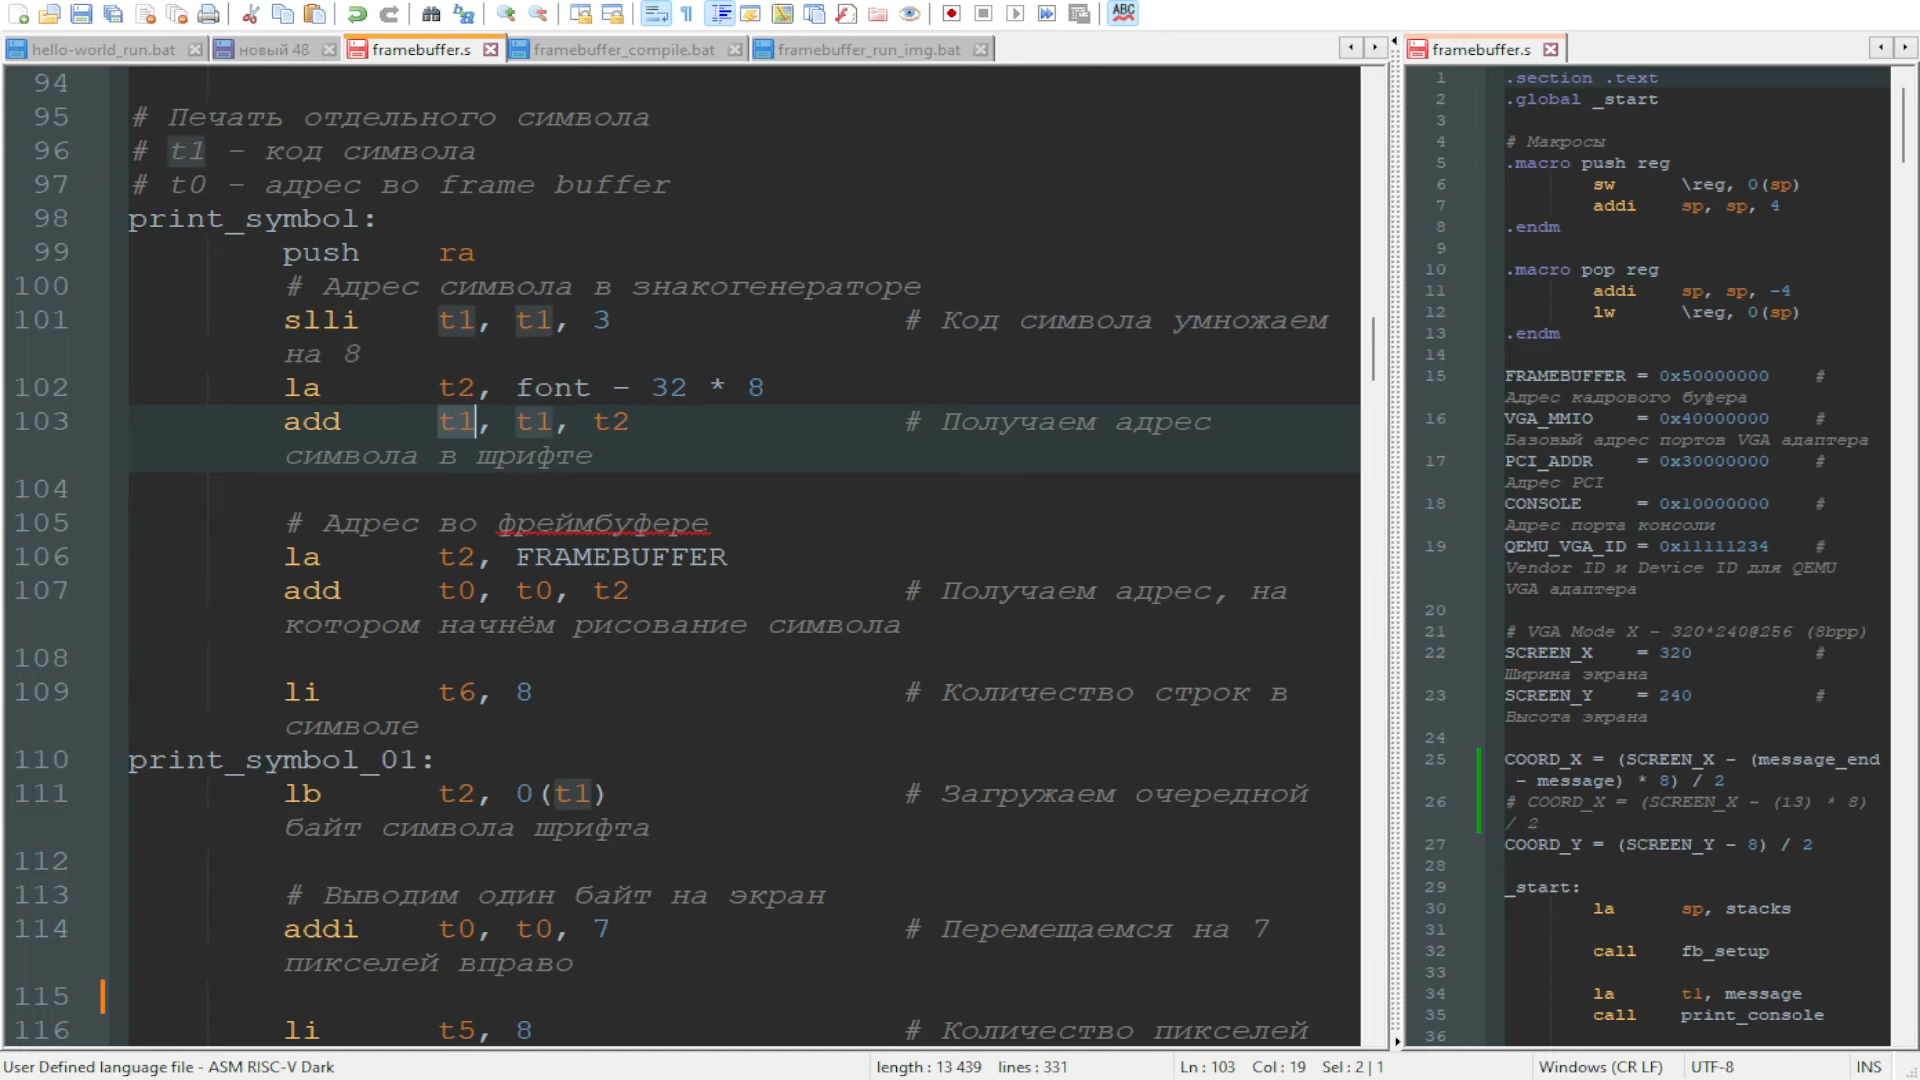 ABC
hello-world_run.bat
новый 48
framebuffer.s
framebuffer_compile.bat
framebuffer_run_img.bat
94
95 # Печать отдельного символа
96 # t1 - код символа
97 # t0 - адрес во frame buffer
98 print_symbol:
99 push ra
100 # Адрес символа в знакогенераторе
101 slli t1, t1, 3 # Код символа умножаем
на 8
102 la t2, font - 32 * 8
103 add t1, t1, t2 # Получаем адрес
символа в шрифте
104
105 # Адрес во фреймбуфере
106 la t2, FRAMEBUFFER
107 add t0, t0, t2 # Получаем адрес, на
котором начнём рисование символа
108
109 li t6, 8 # Количество строк в
символе
110 print_symbol_01:
111 lb t2, 0(t1) # Загружаем очередной
байт символа шрифта
112
113 # Выводим один байт на экран
114 addi t0, t0, 7 # Перемещаемся на 7
пикселей вправо
115
116 li t5, 8 # Количество пикселей
framebuffer.s
1 .section .text
2 .global _start
3
4 # Макросы
5 .macro push reg
6 sw \reg, 0(sp)
7 addi sp, sp, 4
8 .endm
9
10 .macro pop reg
11 addi sp, sp, -4
12 lw \reg, 0(sp)
13 .endm
14
15 FRAMEBUFFER = 0x50000000 #
Адрес кадрового буфера
16 VGA_MMIO = 0x40000000 #
Базовый адрес портов VGA адаптера
17 PCI_ADDR = 0x30000000 #
Адрес PCI
18 CONSOLE = 0x10000000 #
Адрес порта консоли
19 QEMU_VGA_ID = 0x11111234 #
Vendor ID и Device ID для QEMU
VGA адаптера
20
21 # VGA Mode X - 320*240@256 (8bpp)
22 SCREEN_X = 320 #
Ширина экрана
23 SCREEN_Y = 240 #
Высота экрана
24
25 COORD_X = (SCREEN_X - (message_end
- message) * 8) / 2
26 # COORD_X = (SCREEN_X - (13) * 8)
/ 2
27 COORD_Y = (SCREEN_Y - 8) / 2
28
29 _start:
30 la sp, stacks
31
32 call fb_setup
33
34 la t1, message
35 call print_console
36
User Defined language file - ASM RISC-V Dark
length : 13 439 lines : 331
Ln : 103 Col : 19 Sel : 2 | 1
Windows (CR LF)
UTF-8
INS